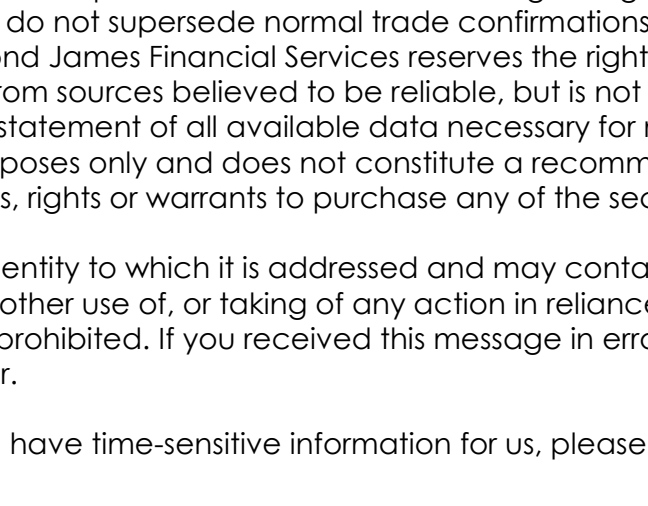 do not supersede normal trade confirmations
ond James Financial Services reserves the right
rom sources believed to be reliable, but is not
statement of all available data necessary for
poses only and does not constitute a recomm
s, rights or warrants to purchase any of the sec
entity to which it is addressed and may conta
other use of, or taking of any action in reliance
prohibited. If you received this message in erro
r.
have time-sensitive information for us, please